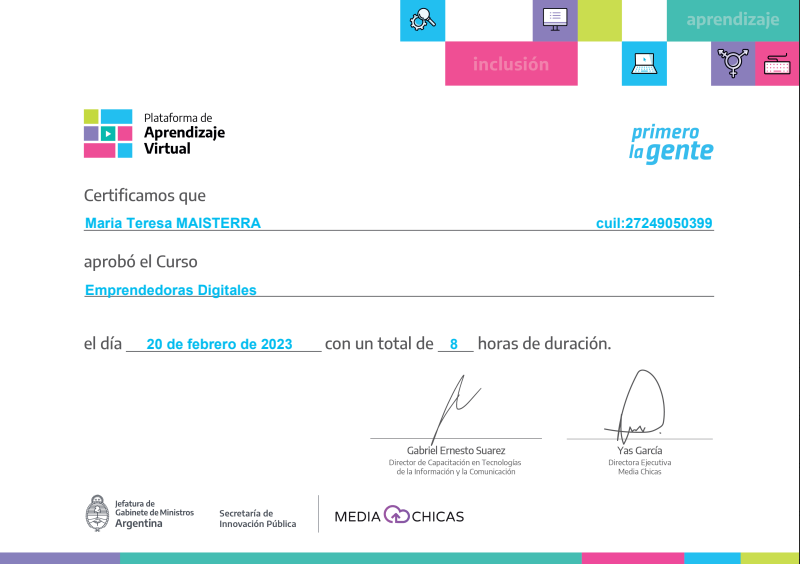 aprendizaje
inclusión
Plataforma de
Aprendizaje
Virtual
primero
la gente
Certificamos que
Maria Teresa MAISTERRA cuil:27249050399
aprobó el Curso
Emprendedoras Digitales
el día 20 de febrero de 2023 con un total de 8 horas de duración.
Gabriel Ernesto Suarez
Director de Capacitación en Tecnologías
de la Información y la Comunicación
Yas García
Directora Ejecutiva
Media Chicas
Jefatura de
Gabinete de Ministros
Argentina
Secretaría de
Innovación Pública
MEDIA CHICAS